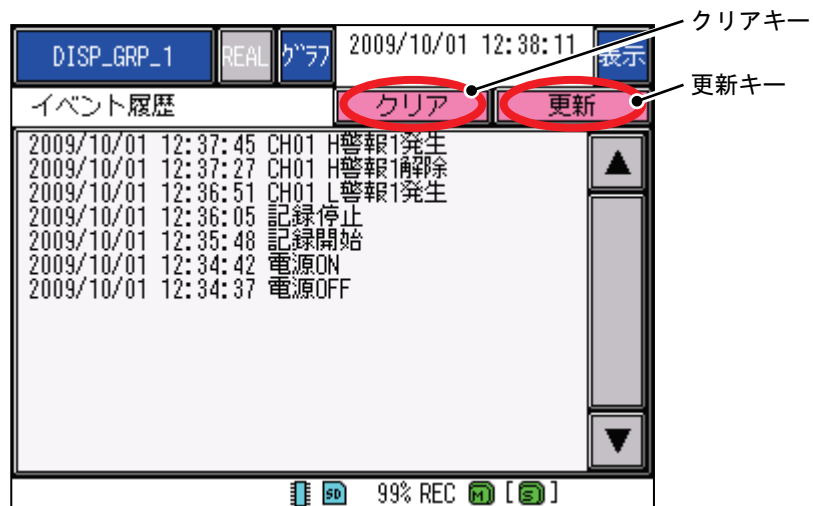 クリアキー
DISP_GRP_1 REAL グラフ 2009/10/01 12:38:11 表示
更新キー
イベント履歴 クリア 更新
2009/10/01 12:37:45 CH01 H警報1発生
2009/10/01 12:37:27 CH01 H警報1解除
2009/10/01 12:36:51 CH01 L警報1発生
2009/10/01 12:36:05 記録停止
2009/10/01 12:35:48 記録開始
2009/10/01 12:34:42 電源ON
2009/10/01 12:34:37 電源OFF
SD 99% REC M [S]